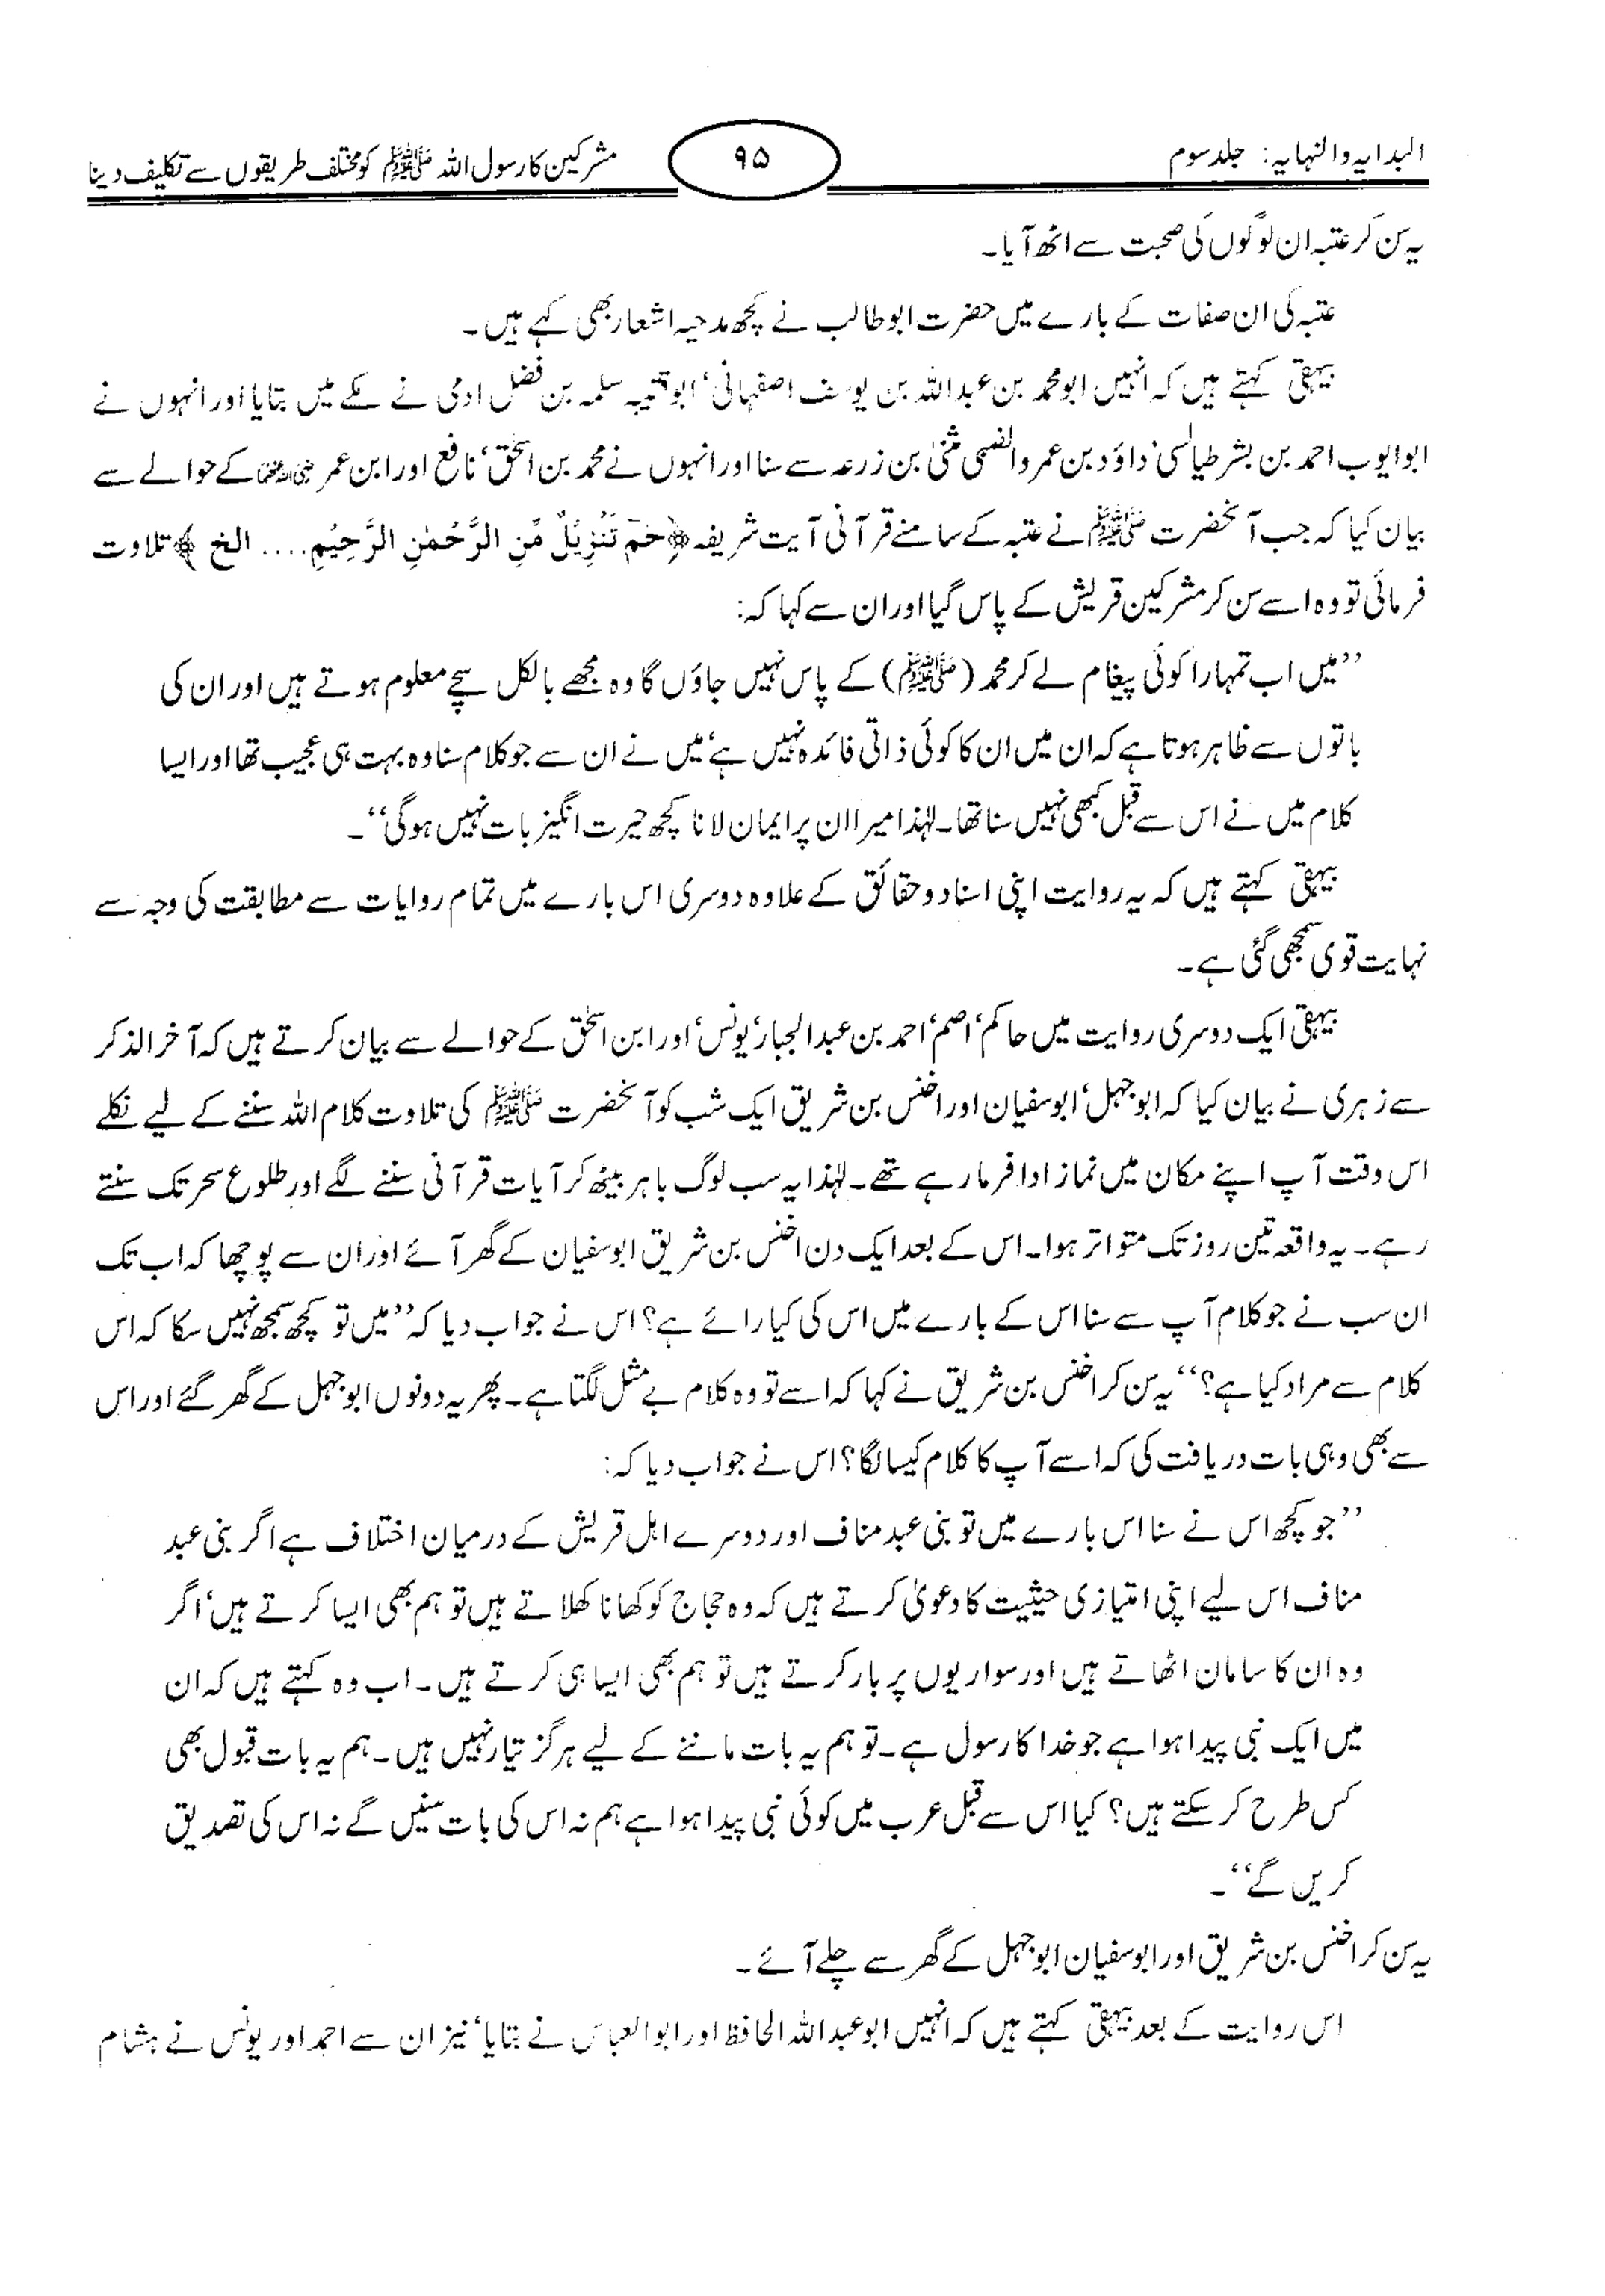 البدایہ والنہایہ: جلد سوم
۹۵
مشرکین کا رسول اللہ ﷺ کو مختلف طریقوں سے تکلیف دینا
یہ سن کر عتبہ ان لوگوں کی صحبت سے اٹھ آیا۔
عتبہ کی ان صفات کے بارے میں حضرت ابوطالب نے کچھ مدحیہ اشعار بھی کہے ہیں۔
بیہقی کہتے ہیں کہ انہیں ابو محمد بن عبداللہ بن یوسف اصفہانی‘ ابوقتیبہ سلمہ بن فضل ادمی نے مکے میں بتایا اور انہوں نے
ابوایوب احمد بن بشر طیالسی‘ داؤد بن عمرو الضبی مثنیٰ بن زرعہ سے سنا اور انہوں نے محمد بن اسحٰق‘ نافع اور ابن عمر رضی اللہ عنہما کے حوالے سے
بیان کیا کہ جب آنحضرت ﷺ نے عتبہ کے سامنے قرآنی آیت شریفہ ﴿حٰمٓ تَنْزِيْلٌ مِّنَ الرَّحْمٰنِ الرَّحِيْمِ.... الخ﴾ تلاوت
فرمائی تو وہ اسے سن کر مشرکین قریش کے پاس گیا اور ان سے کہا کہ:
’’میں اب تمہارا کوئی پیغام لے کر محمد (ﷺ) کے پاس نہیں جاؤں گا وہ مجھے بالکل سچے معلوم ہوتے ہیں اور ان کی
باتوں سے ظاہر ہوتا ہے کہ ان میں ان کا کوئی ذاتی فائدہ نہیں ہے‘ میں نے ان سے جو کلام سنا وہ بہت ہی عجیب تھا اور ایسا
کلام میں نے اس سے قبل کبھی نہیں سنا تھا۔ لہٰذا میرا ان پر ایمان لانا کچھ حیرت انگیز بات نہیں ہوگی‘‘۔
بیہقی کہتے ہیں کہ یہ روایت اپنی اسناد و حقائق کے علاوہ دوسری اس بارے میں تمام روایات سے مطابقت کی وجہ سے
نہایت قوی سمجھی گئی ہے۔
بیہقی ایک دوسری روایت میں حاکم‘ اصم‘ احمد بن عبدالجبار‘ یونس‘ اور ابن اسحٰق کے حوالے سے بیان کرتے ہیں کہ آخر الذکر
سے زہری نے بیان کیا کہ ابوجہل‘ ابوسفیان اور اخنس بن شریق ایک شب کو آنحضرت ﷺ کی تلاوت کلام اللہ سننے کے لیے نکلے
اس وقت آپ اپنے مکان میں نماز ادا فرما رہے تھے۔ لہٰذا یہ سب لوگ باہر بیٹھ کر آیات قرآنی سننے لگے اور طلوع سحر تک سنتے
رہے۔ یہ واقعہ تین روز تک متواتر ہوا۔ اس کے بعد ایک دن اخنس بن شریق ابوسفیان کے گھر آئے اور ان سے پوچھا کہ اب تک
ان سب نے جو کلام آپ سے سنا اس کے بارے میں اس کی کیا رائے ہے؟ اس نے جواب دیا کہ ’’میں تو کچھ سمجھ نہیں سکا کہ اس
کلام سے مراد کیا ہے؟‘‘ یہ سن کر اخنس بن شریق نے کہا کہ اسے تو وہ کلام بے مثل لگتا ہے۔ پھر یہ دونوں ابوجہل کے گھر گئے اور اس
سے بھی وہی بات دریافت کی کہ اسے آپ کا کلام کیسا لگا؟ اس نے جواب دیا کہ:
’’جو کچھ اس نے سنا اس بارے میں تو بنی عبد مناف اور دوسرے اہل قریش کے درمیان اختلاف ہے اگر بنی عبد
مناف اس لیے اپنی امتیازی حیثیت کا دعویٰ کرتے ہیں کہ وہ حجاج کو کھانا کھلاتے ہیں تو ہم بھی ایسا کرتے ہیں‘ اگر
وہ ان کا سامان اٹھاتے ہیں اور سواریوں پر بار کرتے ہیں تو ہم بھی ایسا ہی کرتے ہیں۔ اب وہ کہتے ہیں کہ ان
میں ایک نبی پیدا ہوا ہے جو خدا کا رسول ہے۔ تو ہم یہ بات ماننے کے لیے ہرگز تیار نہیں ہیں۔ ہم یہ بات قبول بھی
کس طرح کر سکتے ہیں؟ کیا اس سے قبل عرب میں کوئی نبی پیدا ہوا ہے ہم نہ اس کی بات سنیں گے نہ اس کی تصدیق
کریں گے‘‘۔
یہ سن کر اخنس بن شریق اور ابوسفیان ابوجہل کے گھر سے چلے آئے۔
اس روایت کے بعد بیہقی کہتے ہیں کہ انہیں ابوعبداللہ الحافظ اور ابوالعباس نے بتایا‘ نیز ان سے احمد اور یونس نے ہشام